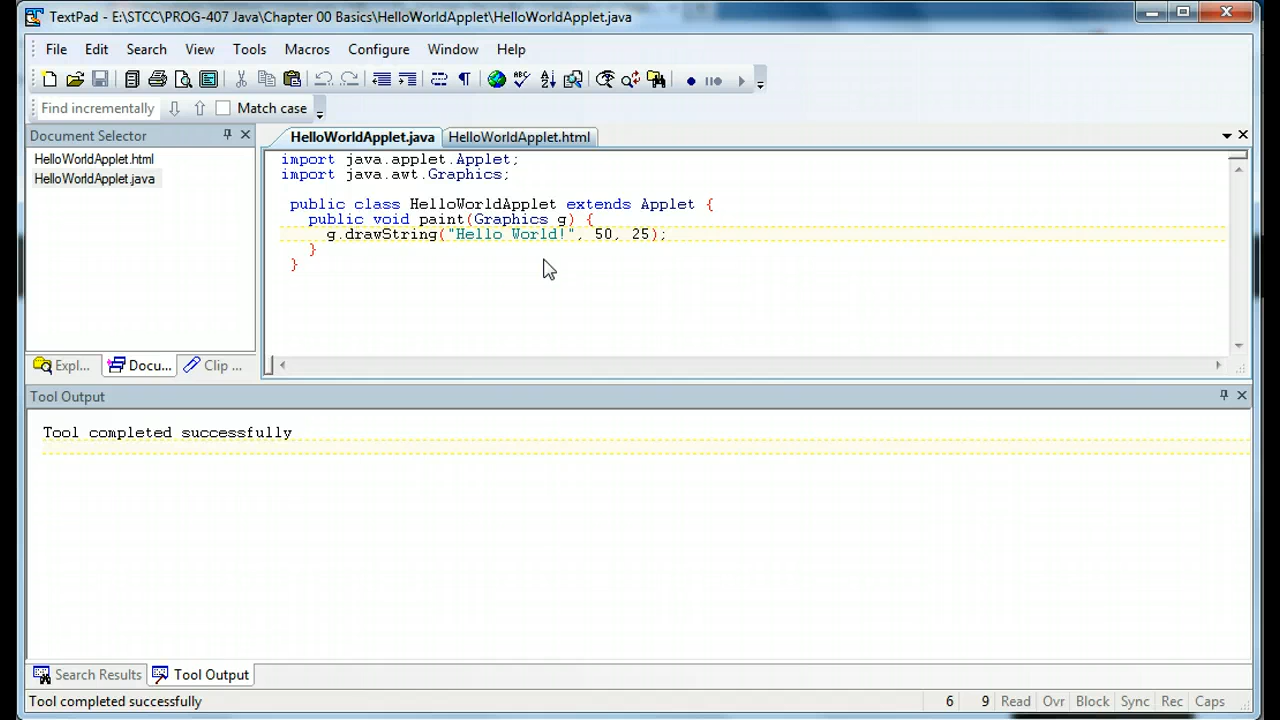 TextPad - E:\STCC\PROG-407 Java\Chapter 00 Basics\HelloWorldApplet\HelloWorldApplet.java
File Edit Search View Tools Macros Configure Window Help
Find incrementally Match case
Document Selector
HelloWorldApplet.html
HelloWorldApplet.java
Expl... Docu... Clip ...
HelloWorldApplet.java HelloWorldApplet.html
import java.applet.Applet;
import java.awt.Graphics;
public class HelloWorldApplet extends Applet {
public void paint(Graphics g) {
g.drawString("Hello World!", 50, 25);
}
}
Tool Output
Tool completed successfully
Search Results Tool Output
Tool completed successfully 6 9 Read Ovr Block Sync Rec Caps